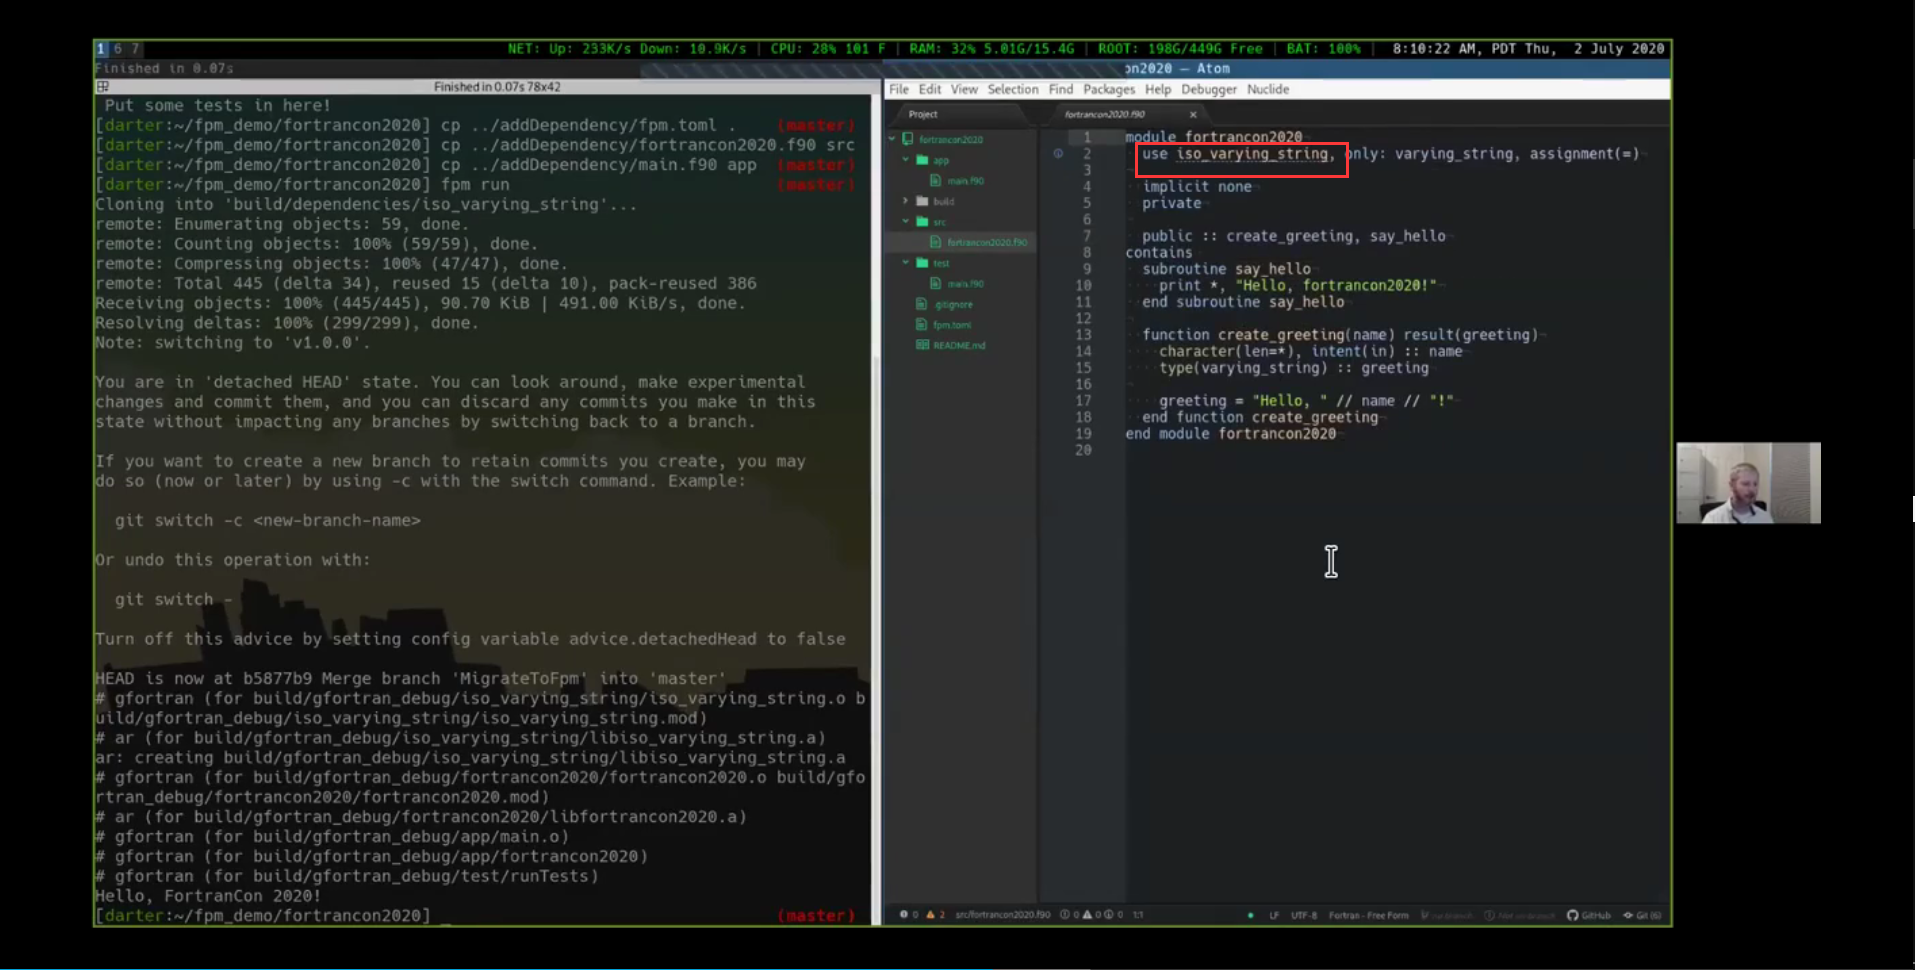 1 6 7
NET: Up: 233K/s Down: 10.9K/s | CPU: 28% 101 F | RAM: 32% 5.01G/15.4G | ROOT: 198G/449G Free | BAT: 100% | 8:10:22 AM, PDT Thu, 2 July 2020
Finished in 0.07s
Finished in 0.07s 78x42
Put some tests in here!
[darter:~/fpm_demo/fortrancon2020] cp ../addDependency/fpm.toml . (master)
[darter:~/fpm_demo/fortrancon2020] cp ../addDependency/fortrancon2020.f90 src
[darter:~/fpm_demo/fortrancon2020] cp ../addDependency/main.f90 app (master)
[darter:~/fpm_demo/fortrancon2020] fpm run (master)
Cloning into 'build/dependencies/iso_varying_string'...
remote: Enumerating objects: 59, done.
remote: Counting objects: 100% (59/59), done.
remote: Compressing objects: 100% (47/47), done.
remote: Total 445 (delta 34), reused 15 (delta 10), pack-reused 386
Receiving objects: 100% (445/445), 90.70 KiB | 491.00 KiB/s, done.
Resolving deltas: 100% (299/299), done.
Note: switching to 'v1.0.0'.
You are in 'detached HEAD' state. You can look around, make experimental
changes and commit them, and you can discard any commits you make in this
state without impacting any branches by switching back to a branch.
If you want to create a new branch to retain commits you create, you may
do so (now or later) by using -c with the switch command. Example:
git switch -c <new-branch-name>
Or undo this operation with:
git switch -
Turn off this advice by setting config variable advice.detachedHead to false
HEAD is now at b5877b9 Merge branch 'MigrateToFpm' into 'master'
# gfortran (for build/gfortran_debug/iso_varying_string/iso_varying_string.o b
uild/gfortran_debug/iso_varying_string/iso_varying_string.mod)
# ar (for build/gfortran_debug/iso_varying_string/libiso_varying_string.a)
ar: creating build/gfortran_debug/iso_varying_string/libiso_varying_string.a
# gfortran (for build/gfortran_debug/fortrancon2020/fortrancon2020.o build/gfo
rtran_debug/fortrancon2020/fortrancon2020.mod)
# ar (for build/gfortran_debug/fortrancon2020/libfortrancon2020.a)
# gfortran (for build/gfortran_debug/app/main.o)
# gfortran (for build/gfortran_debug/app/fortrancon2020)
# gfortran (for build/gfortran_debug/test/runTests)
Hello, FortranCon 2020!
[darter:~/fpm_demo/fortrancon2020] _ (master)
on2020 — Atom
File Edit View Selection Find Packages Help Debugger Nuclide
Project
fortrancon2020
app
main.f90
build
src
fortrancon2020.f90
test
main.f90
.gitignore
fpm.toml
README.md
fortrancon2020.f90
1 module fortrancon2020
2 use iso_varying_string, only: varying_string, assignment(=)
3
4 implicit none
5 private
6
7 public :: create_greeting, say_hello
8 contains
9 subroutine say_hello
10 print *, "Hello, fortrancon2020!"
11 end subroutine say_hello
12
13 function create_greeting(name) result(greeting)
14 character(len=*), intent(in) :: name
15 type(varying_string) :: greeting
16
17 greeting = "Hello, " // name // "!"
18 end function create_greeting
19 end module fortrancon2020
20
0 2 src/fortrancon2020.f90 0 0 0 1:1 LF UTF-8 Fortran - Free Form GitHub Git (6)